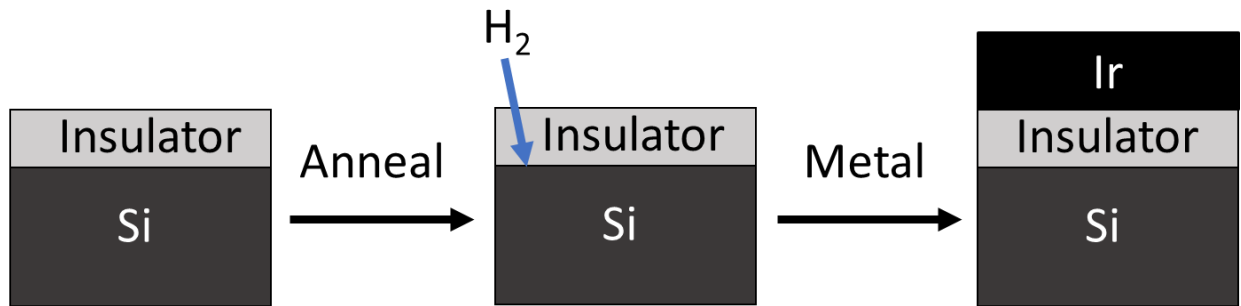 H₂
Ir
Insulator
Insulator
Insulator
Anneal
Metal
Si
Si
Si